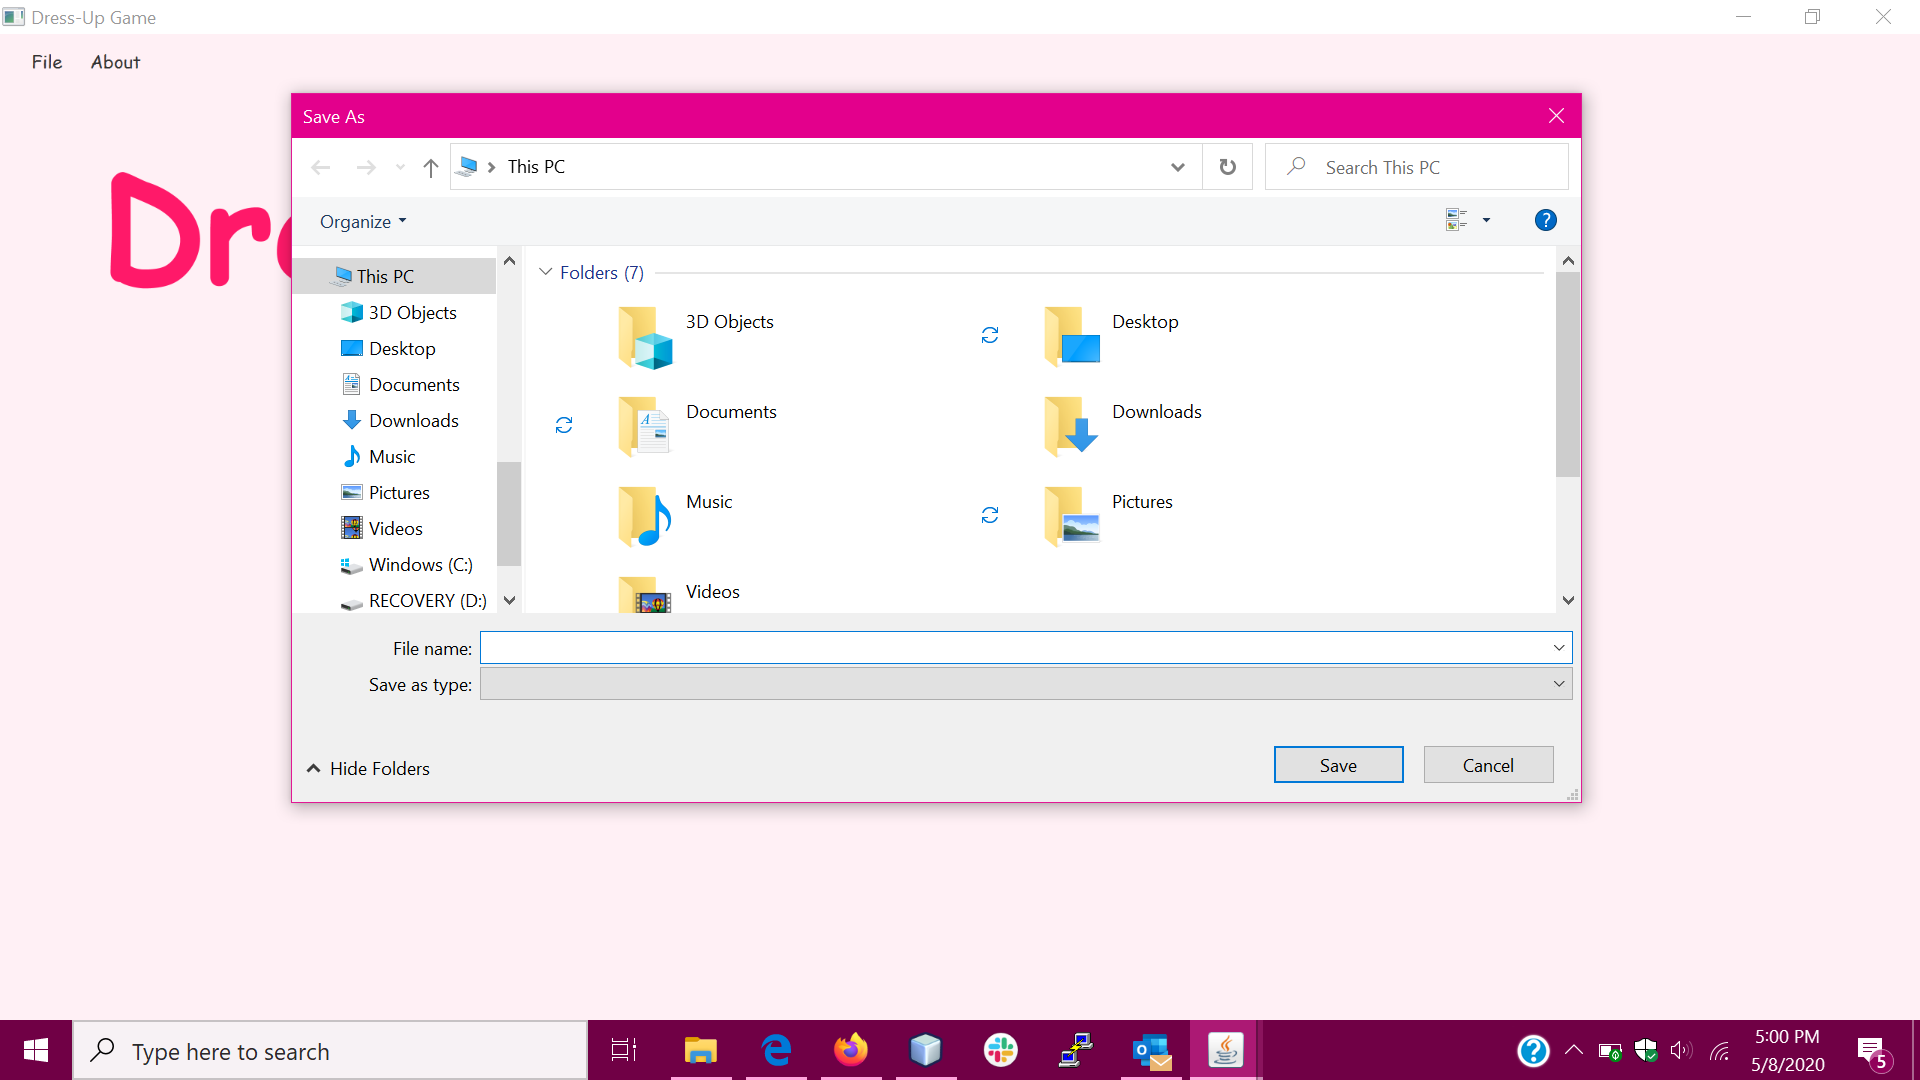 Dress-Up Game
File About
Save As
This PC
Search This PC
Organize
?
This PC
3D Objects
Desktop
Documents
Downloads
Music
Pictures
Videos
Windows (C:)
RECOVERY (D:)
Folders (7)
3D Objects
Desktop
Documents
Downloads
Music
Pictures
Videos
File name:
Save as type:
Hide Folders
Save
Cancel
Type here to search
5:00 PM
5/8/2020
5